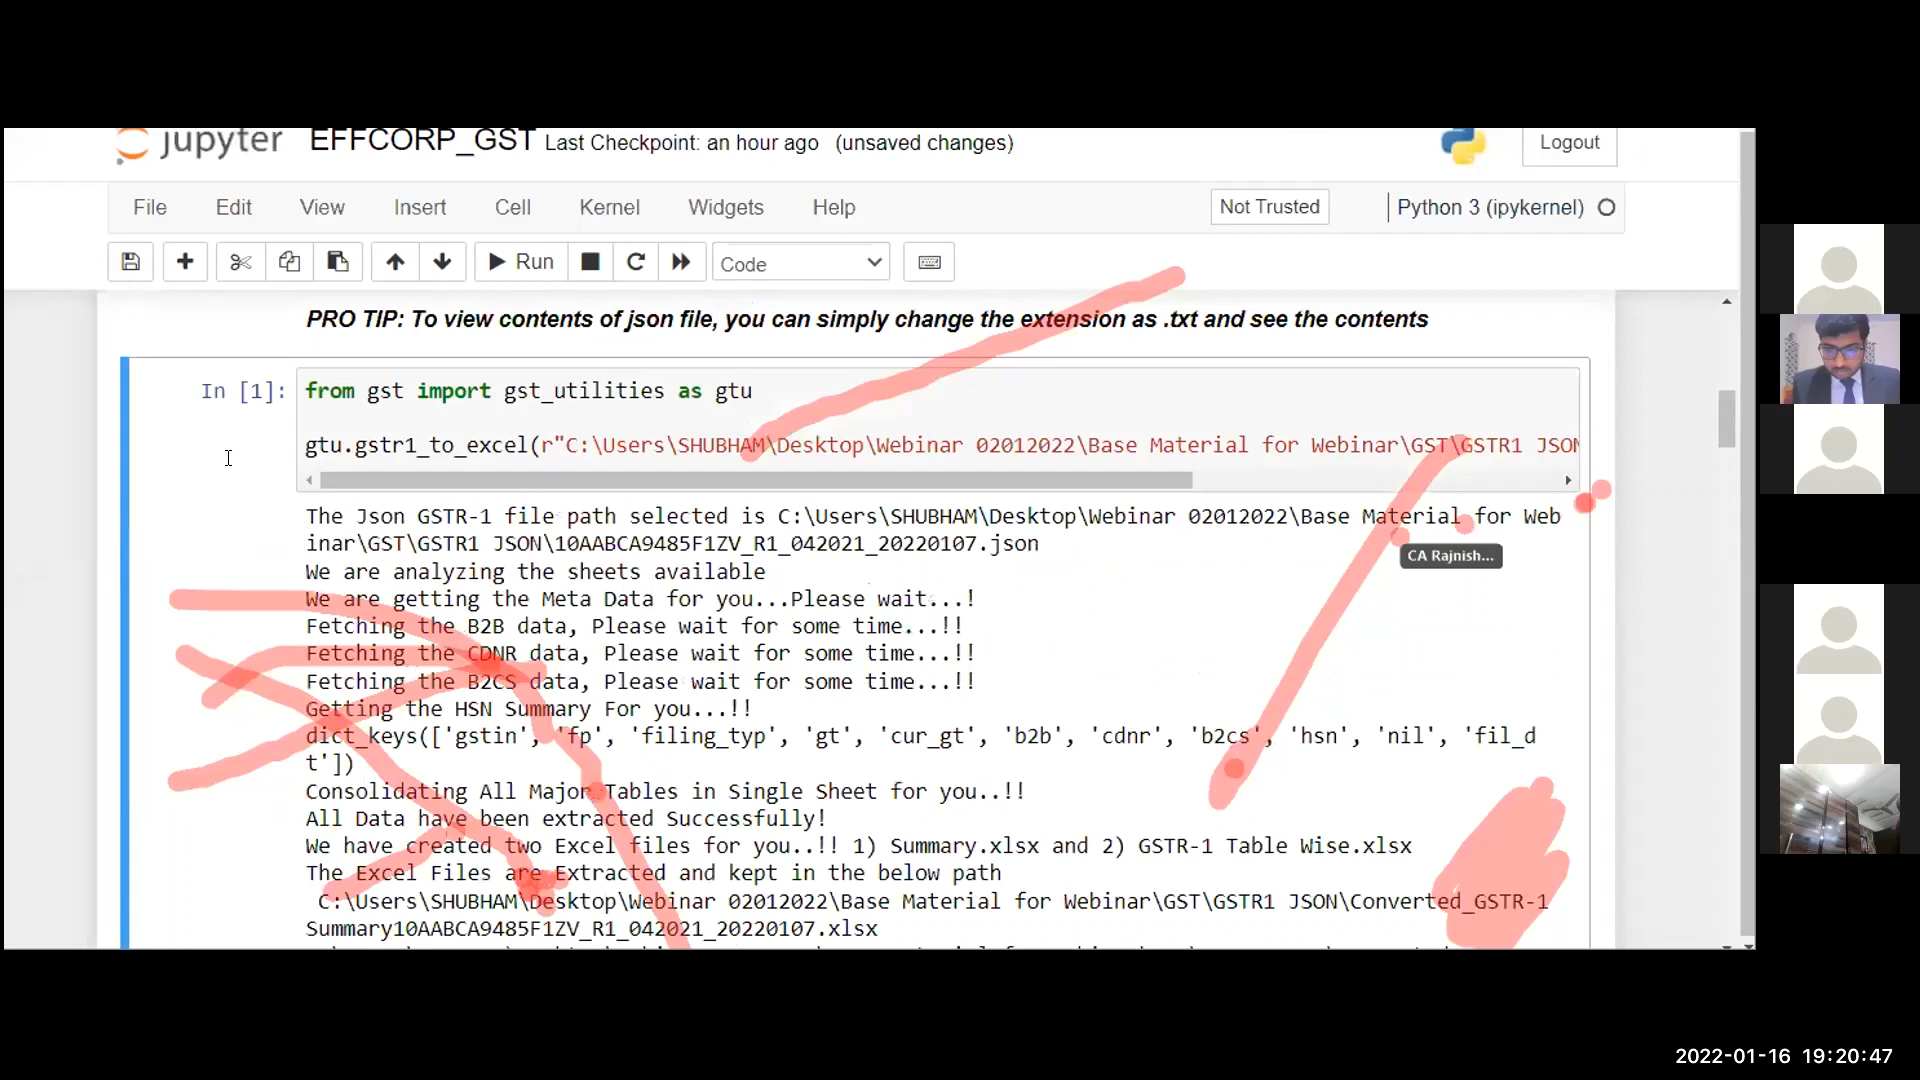 jupyter EFFCORP_GST Last Checkpoint: an hour ago (unsaved changes) Logout
File Edit View Insert Cell Kernel Widgets Help Not Trusted Python 3 (ipykernel)
Run Code
PRO TIP: To view contents of json file, you can simply change the extension as .txt and see the contents
In [1]: from gst import gst_utilities as gtu
gtu.gstr1_to_excel(r"C:\Users\SHUBHAM\Desktop\Webinar 02012022\Base Material for Webinar\GST\GSTR1 JSON
The Json GSTR-1 file path selected is C:\Users\SHUBHAM\Desktop\Webinar 02012022\Base Material for Web
inar\GST\GSTR1 JSON\10AABCA9485F1ZV_R1_042021_20220107.json
CA Rajnish...
We are analyzing the sheets available
We are getting the Meta Data for you...Please wait...!
Fetching the B2B data, Please wait for some time...!!
Fetching the CDNR data, Please wait for some time...!!
Fetching the B2CS data, Please wait for some time...!!
Getting the HSN Summary For you...!!
dict_keys(['gstin', 'fp', 'filing_typ', 'gt', 'cur_gt', 'b2b', 'cdnr', 'b2cs', 'hsn', 'nil', 'fil_d
t'])
Consolidating All Major Tables in Single Sheet for you..!!
All Data have been extracted Successfully!
We have created two Excel files for you..!! 1) Summary.xlsx and 2) GSTR-1 Table Wise.xlsx
The Excel Files are Extracted and kept in the below path
C:\Users\SHUBHAM\Desktop\Webinar 02012022\Base Material for Webinar\GST\GSTR1 JSON\Converted_GSTR-1
Summary10AABCA9485F1ZV_R1_042021_20220107.xlsx
2022-01-16 19:20:47